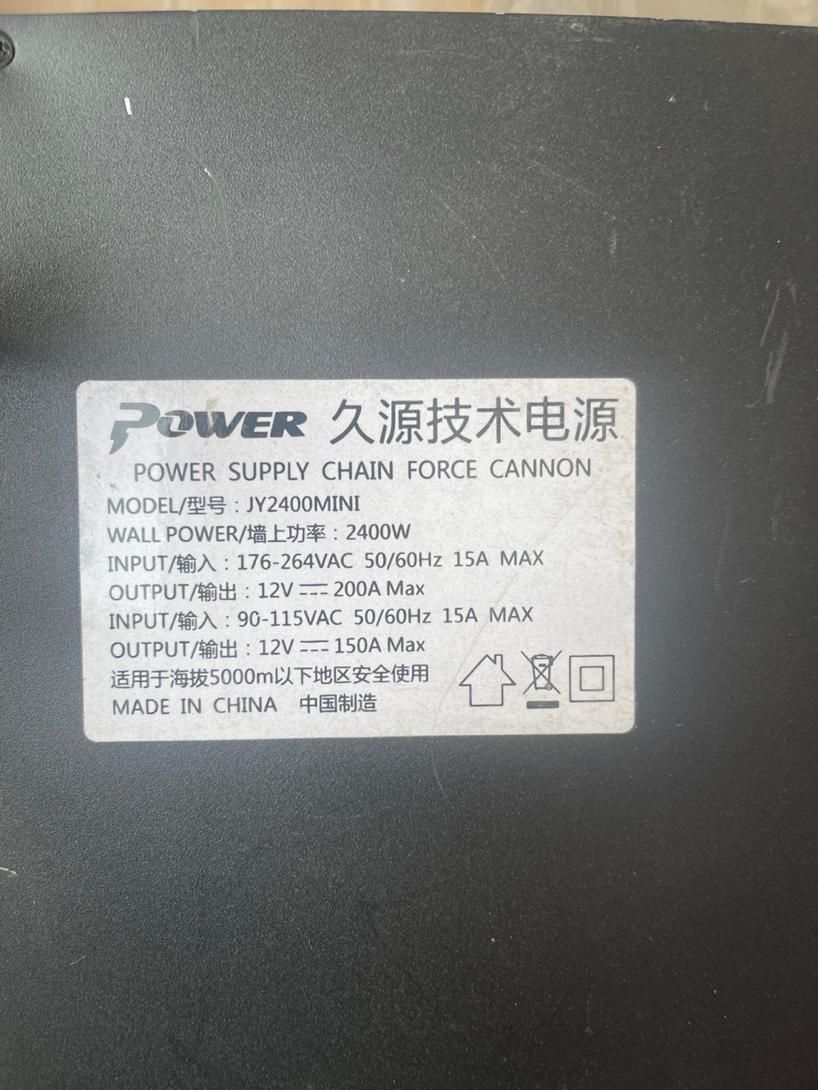 POWER 久源技术电源
POWER SUPPLY CHAIN FORCE CANNON
MODEL/型号：JY2400MINI
WALL POWER/墙上功率：2400W
INPUT/输入：176-264VAC 50/60Hz 15A MAX
OUTPUT/输出：12V ⎓ 200A Max
INPUT/输入：90-115VAC 50/60Hz 15A MAX
OUTPUT/输出：12V ⎓ 150A Max
适用于海拔5000m以下地区安全使用
MADE IN CHINA 中国制造